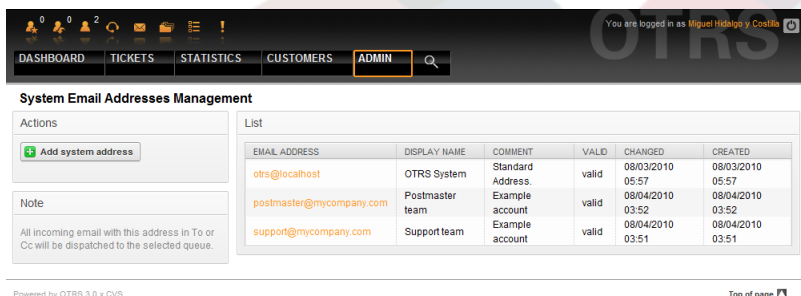 0 0 2
You are logged in as Miguel Hidalgo y Costilla
OTRS
DASHBOARD TICKETS STATISTICS CUSTOMERS ADMIN
System Email Addresses Management
Actions
Add system address
Note
All incoming email with this address in To or
Cc will be dispatched to the selected queue.
List
EMAIL ADDRESS DISPLAY NAME COMMENT VALID CHANGED CREATED
otrs@localhost OTRS System Standard Address. valid 08/03/2010 05:57 08/03/2010 05:57
postmaster@mycompany.com Postmaster team Example account valid 08/04/2010 03:52 08/04/2010 03:52
support@mycompany.com Support team Example account valid 08/04/2010 03:51 08/04/2010 03:51
Powered by OTRS 3.0.x CVS
Top of page